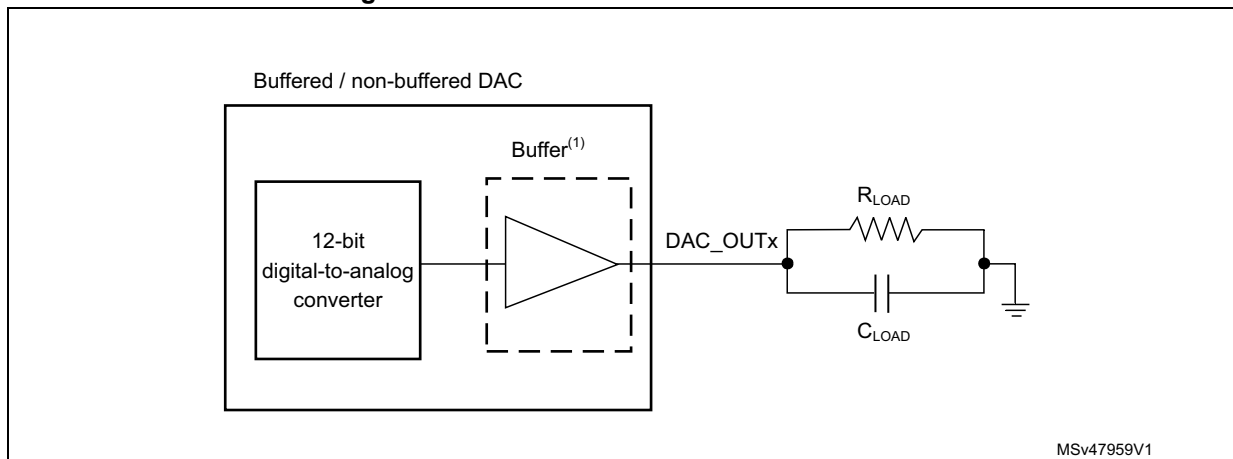 Buffered / non-buffered DAC
Buffer(1)
12-bit
digital-to-analog
converter
DAC_OUTx
RLOAD
CLOAD
MSv47959V1